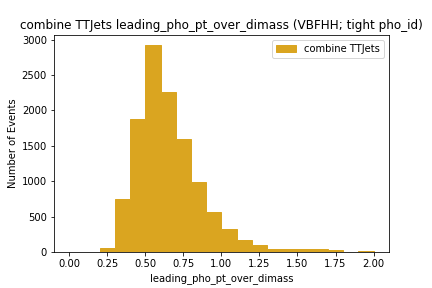 combine TTJets leading_pho_pt_over_dimass (VBFHH; tight pho_id)
combine TTJets
Number of Events
3000
2500
2000
1500
1000
500
0
0.00 0.25 0.50 0.75 1.00 1.25 1.50 1.75 2.00
leading_pho_pt_over_dimass